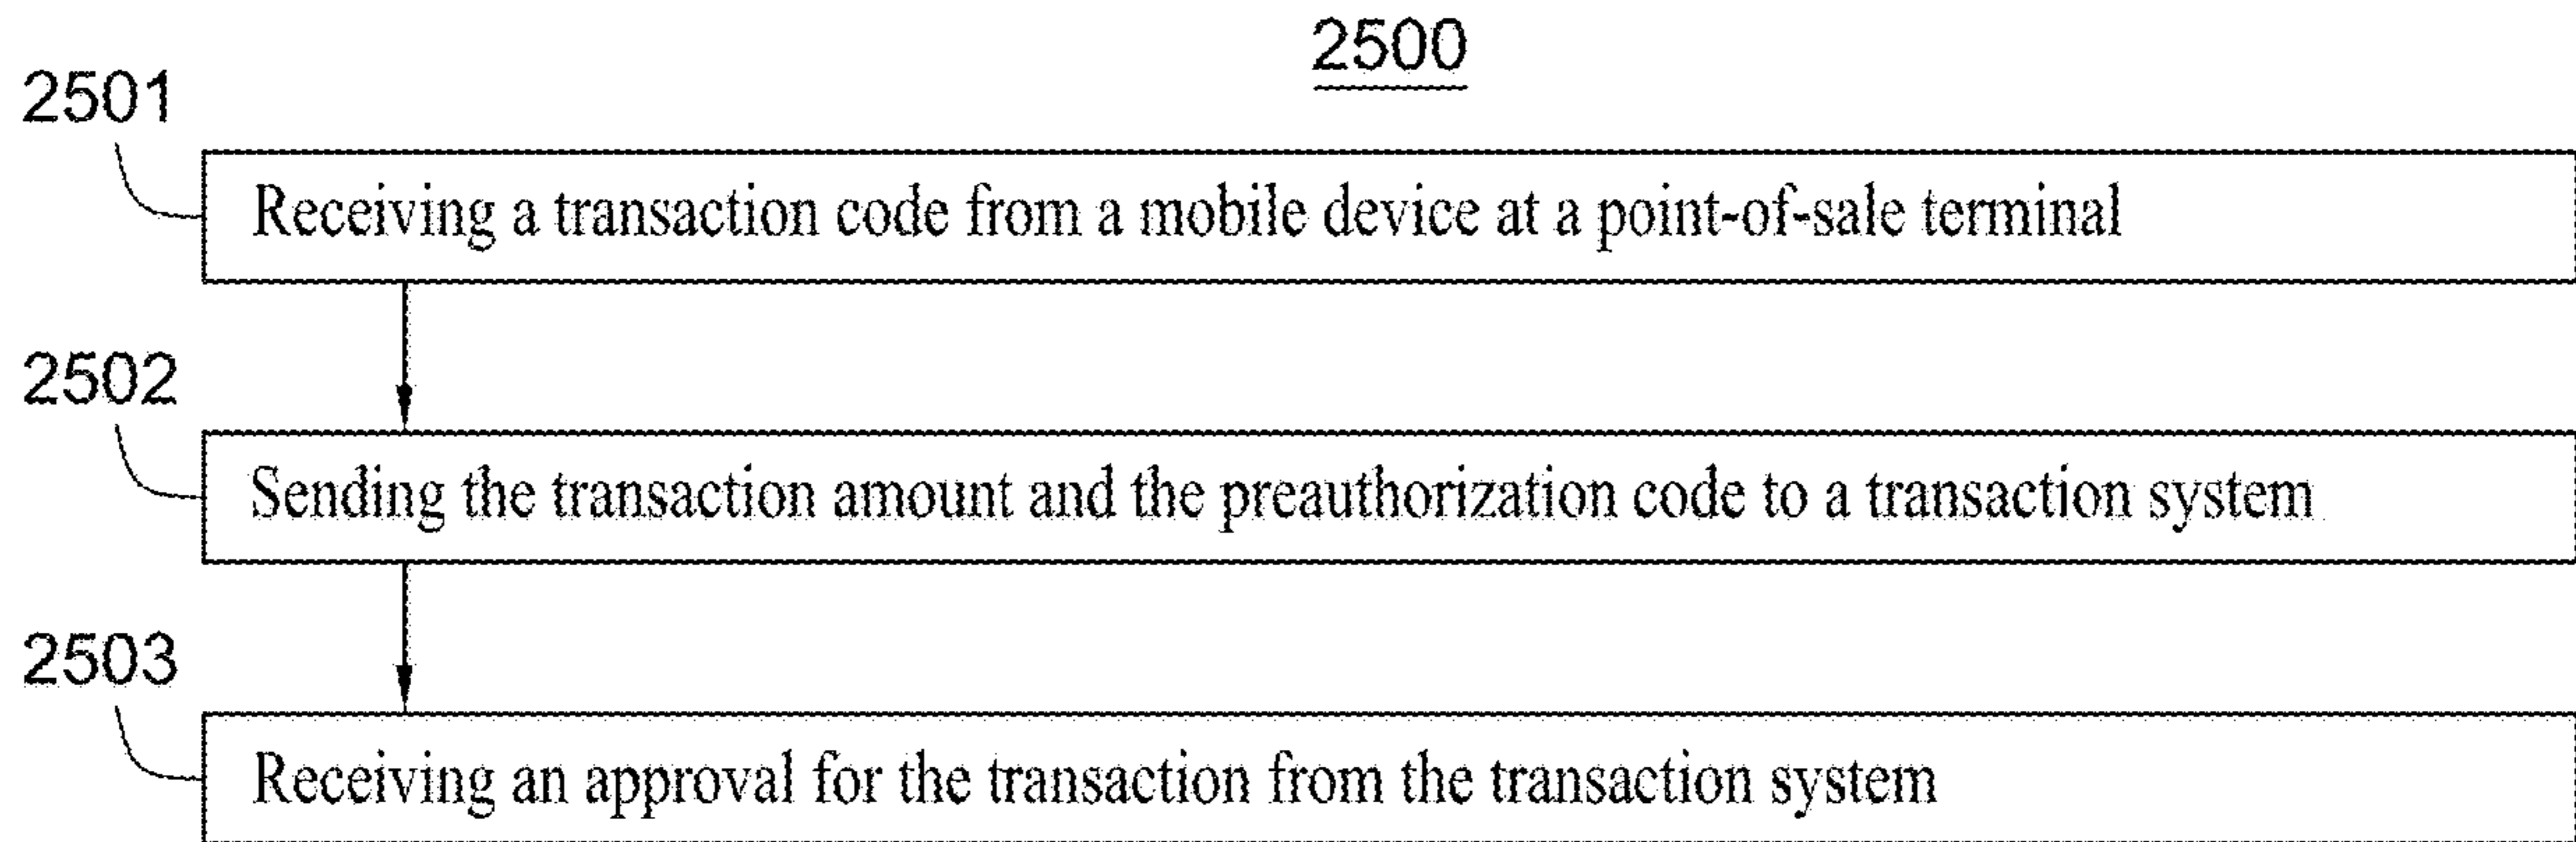 2500
2501
Receiving a transaction code from a mobile device at a point-of-sale terminal
2502
Sending the transaction amount and the preauthorization code to a transaction system
2503
Receiving an approval for the transaction from the transaction system